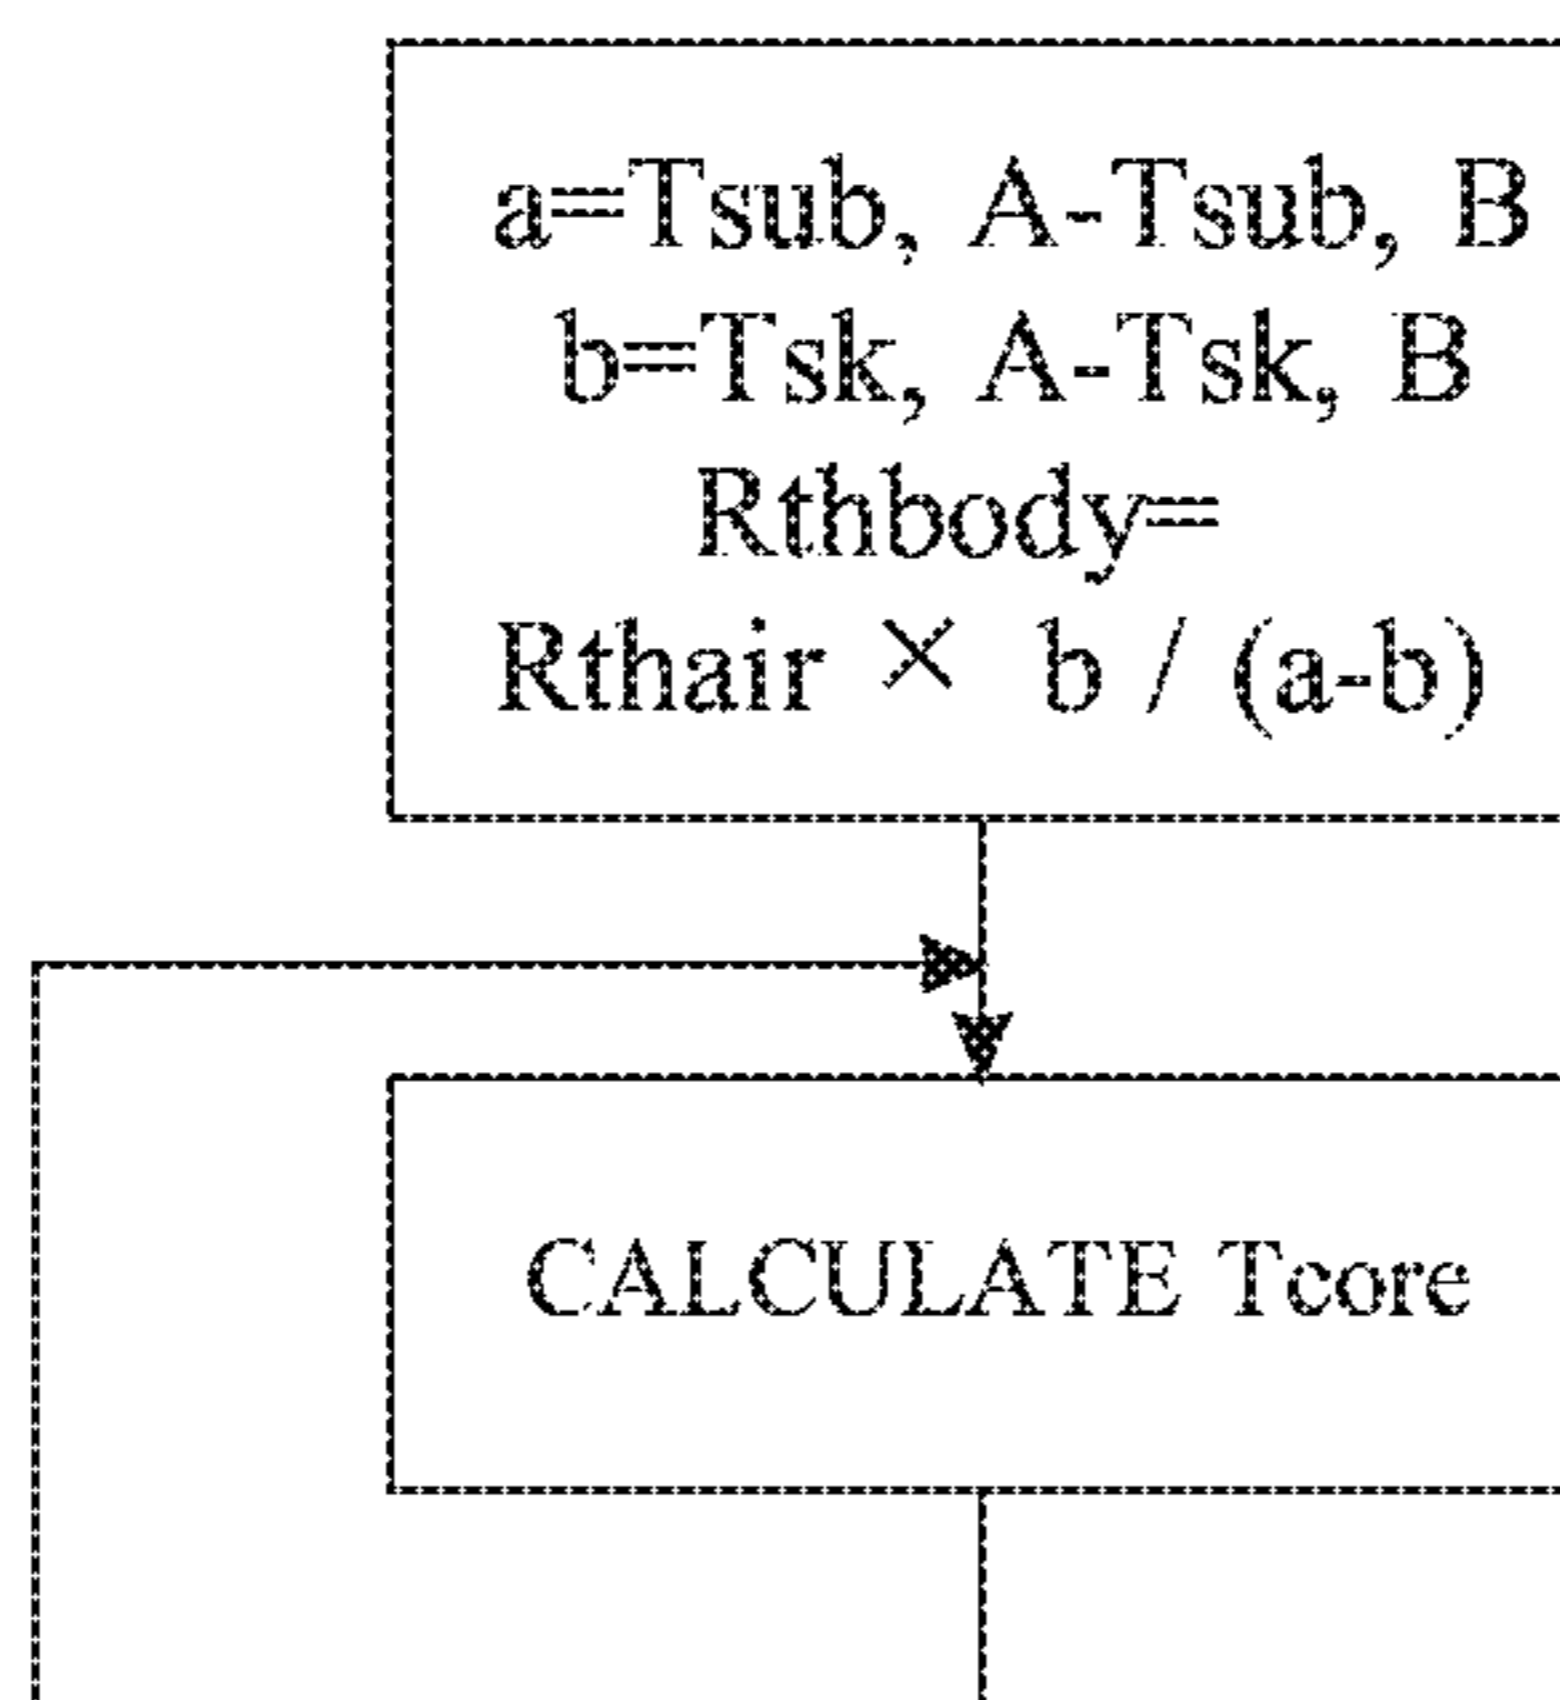 a=Tsub, A-Tsub, B
b=Tsk, A-Tsk, B
Rthbody=
Rthair × b / (a-b)
CALCULATE Tcore